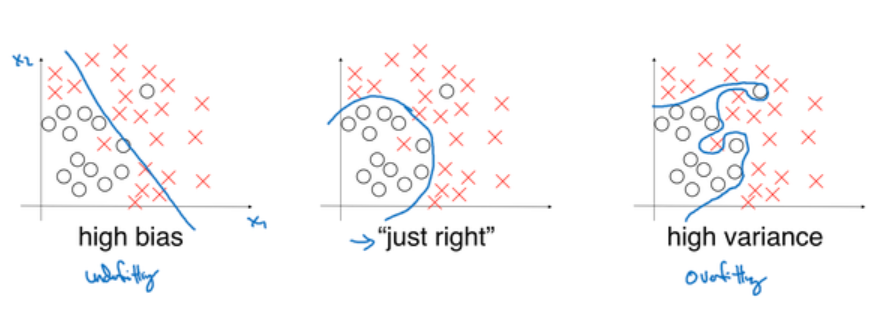 x₂
x₁
high bias
underfitting
→ "just right"
high variance
overfitting